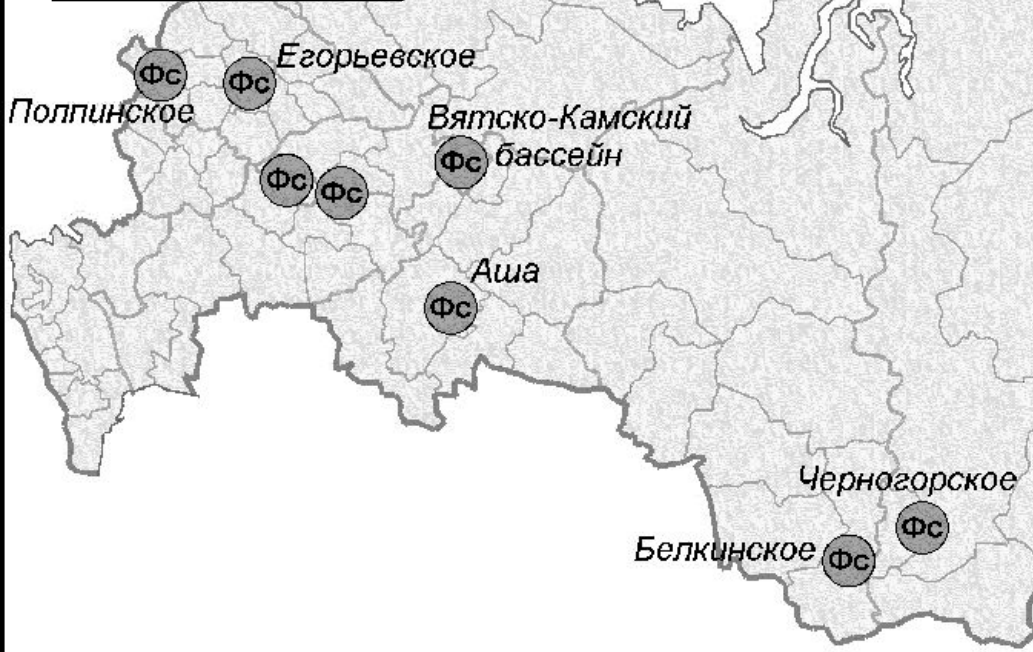 Егорьевское
Фс
Фс
Полпинское
Вятско-Камский
Фс бассейн
Фс
Фс
Аша
Фс
Черногорское
Фс
Белкинское Фс